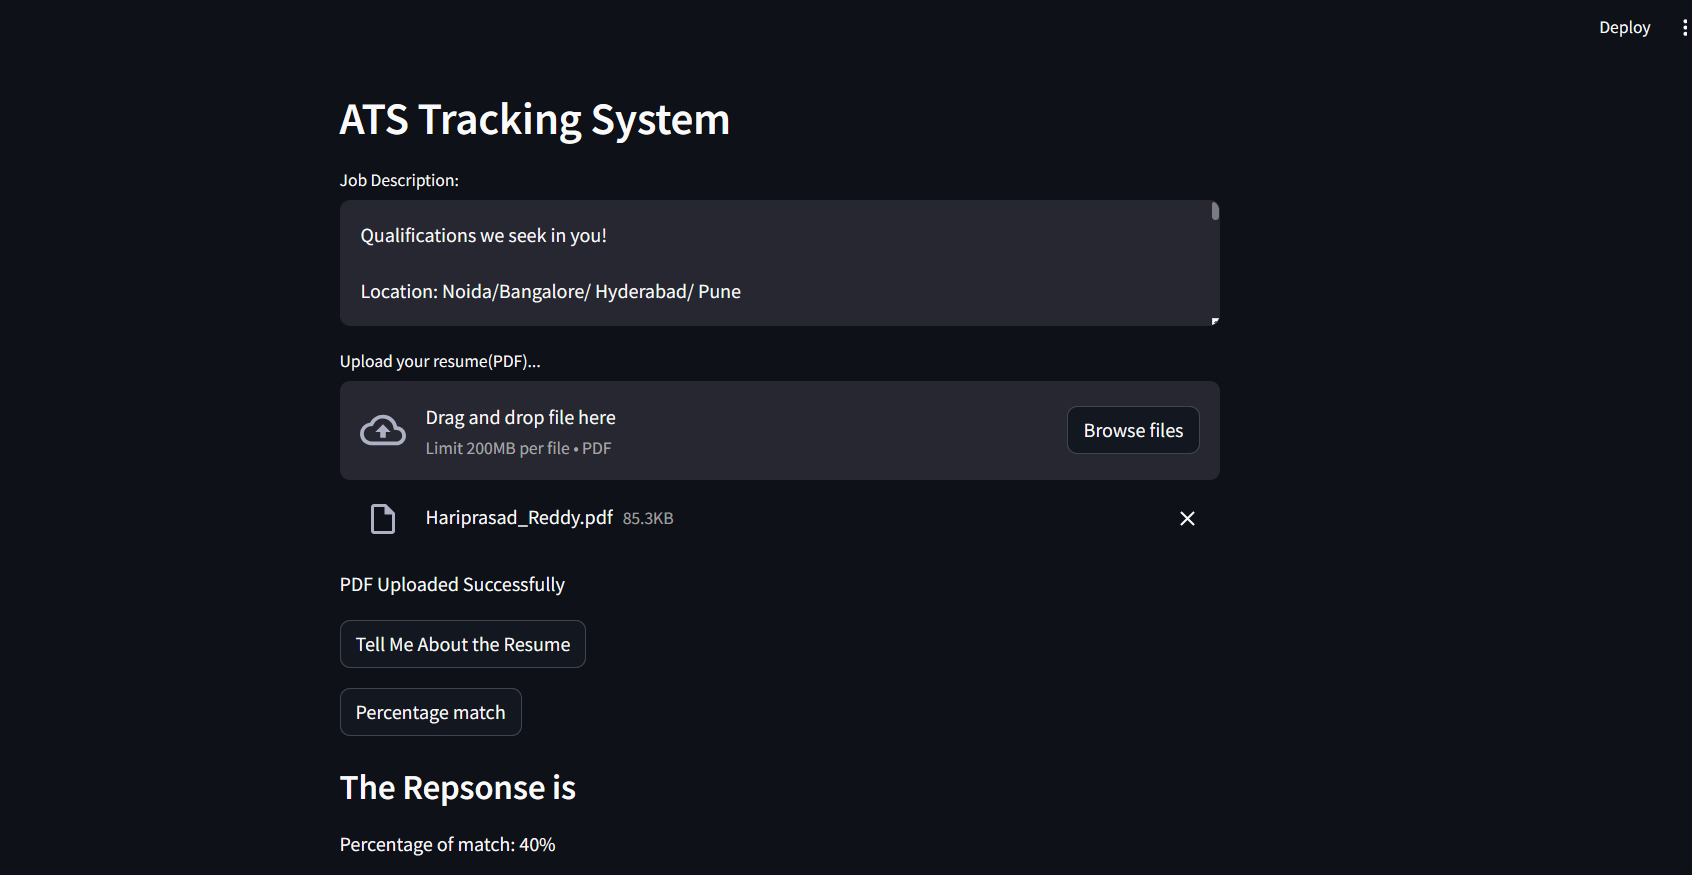 Deploy
ATS Tracking System
Job Description:
Qualifications we seek in you!
Location: Noida/Bangalore/ Hyderabad/ Pune
Upload your resume(PDF)...
Drag and drop file here
Limit 200MB per file • PDF
Browse files
Hariprasad_Reddy.pdf 85.3KB
PDF Uploaded Successfully
Tell Me About the Resume
Percentage match
The Repsonse is
Percentage of match: 40%